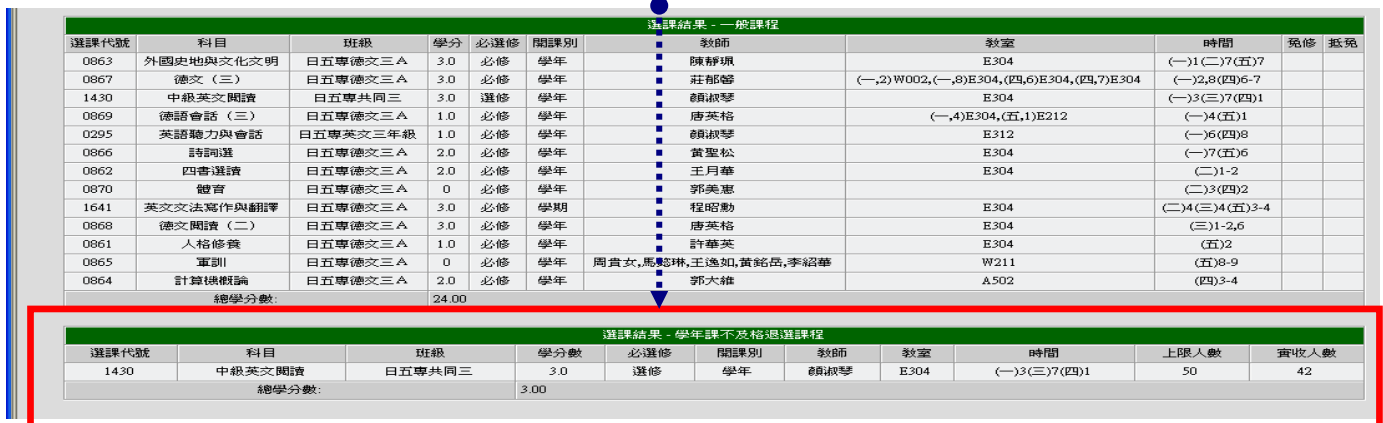 選課結果 - 一般課程
選課代號 科目 班級 學分 必選修 開課別 教師 教室 時間 免修 抵免
0863 外國史地與文化文明 日五專德文三A 3.0 必修 學年 陳靜珮 E304 (一)1(二)7(五)7
0867 德文（三） 日五專德文三A 3.0 必修 學年 莊郁馨 (一,2)W002,(一,8)E304,(四,6)E304,(四,7)E304 (一)2,8(四)6-7
1430 中級英文閱讀 日五專共同三 3.0 選修 學年 顏淑琴 E304 (一)3(三)7(四)1
0869 德語會話（三） 日五專德文三A 1.0 必修 學年 唐英格 (一,4)E304,(五,1)E212 (一)4(五)1
0295 英語聽力與會話 日五專英文三年級 1.0 必修 學年 顏淑琴 E312 (一)6(四)8
0866 詩詞選 日五專德文三A 2.0 必修 學年 黃聖松 E304 (一)7(五)6
0862 四書選讀 日五專德文三A 2.0 必修 學年 王月華 E304 (二)1-2
0870 體育 日五專德文三A 0 必修 學年 郭美惠 (二)3(四)2
1641 英文文法寫作與翻譯 日五專德文三A 3.0 必修 學期 程昭勳 E304 (二)4(三)4(五)3-4
0868 德文閱讀（二） 日五專德文三A 3.0 必修 學年 唐英格 E304 (三)1-2,6
0861 人格修養 日五專德文三A 1.0 必修 學年 許華英 E304 (五)2
0865 軍訓 日五專德文三A 0 必修 學年 周貴女,馬懿琳,王逸如,黃銘岳,李紹華 W211 (五)8-9
0864 計算機概論 日五專德文三A 2.0 必修 學年 郭大維 A502 (四)3-4
總學分數: 24.00
選課結果 - 學年課不及格退選課程
選課代號 科目 班級 學分數 必選修 開課別 教師 教室 時間 上限人數 實收人數
1430 中級英文閱讀 日五專共同三 3.0 選修 學年 顏淑琴 E304 (一)3(三)7(四)1 50 42
總學分數: 3.00